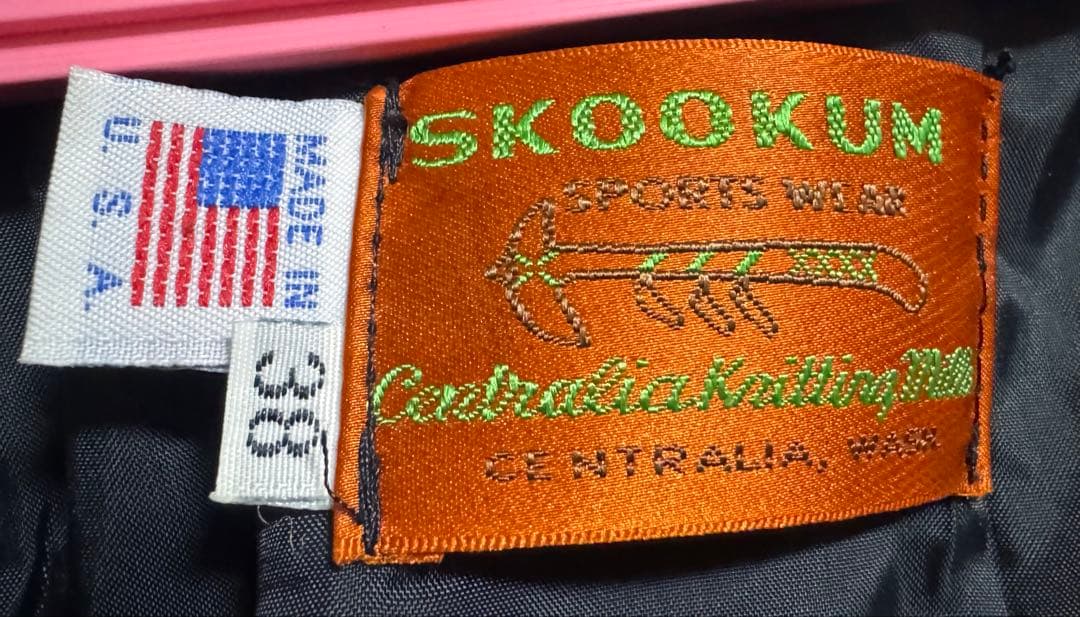 SKOOKUM
SPORTS WEAR
Centralia Knitting Mills
CENTRALIA, WASH.
MADE IN
U. S. A.
38